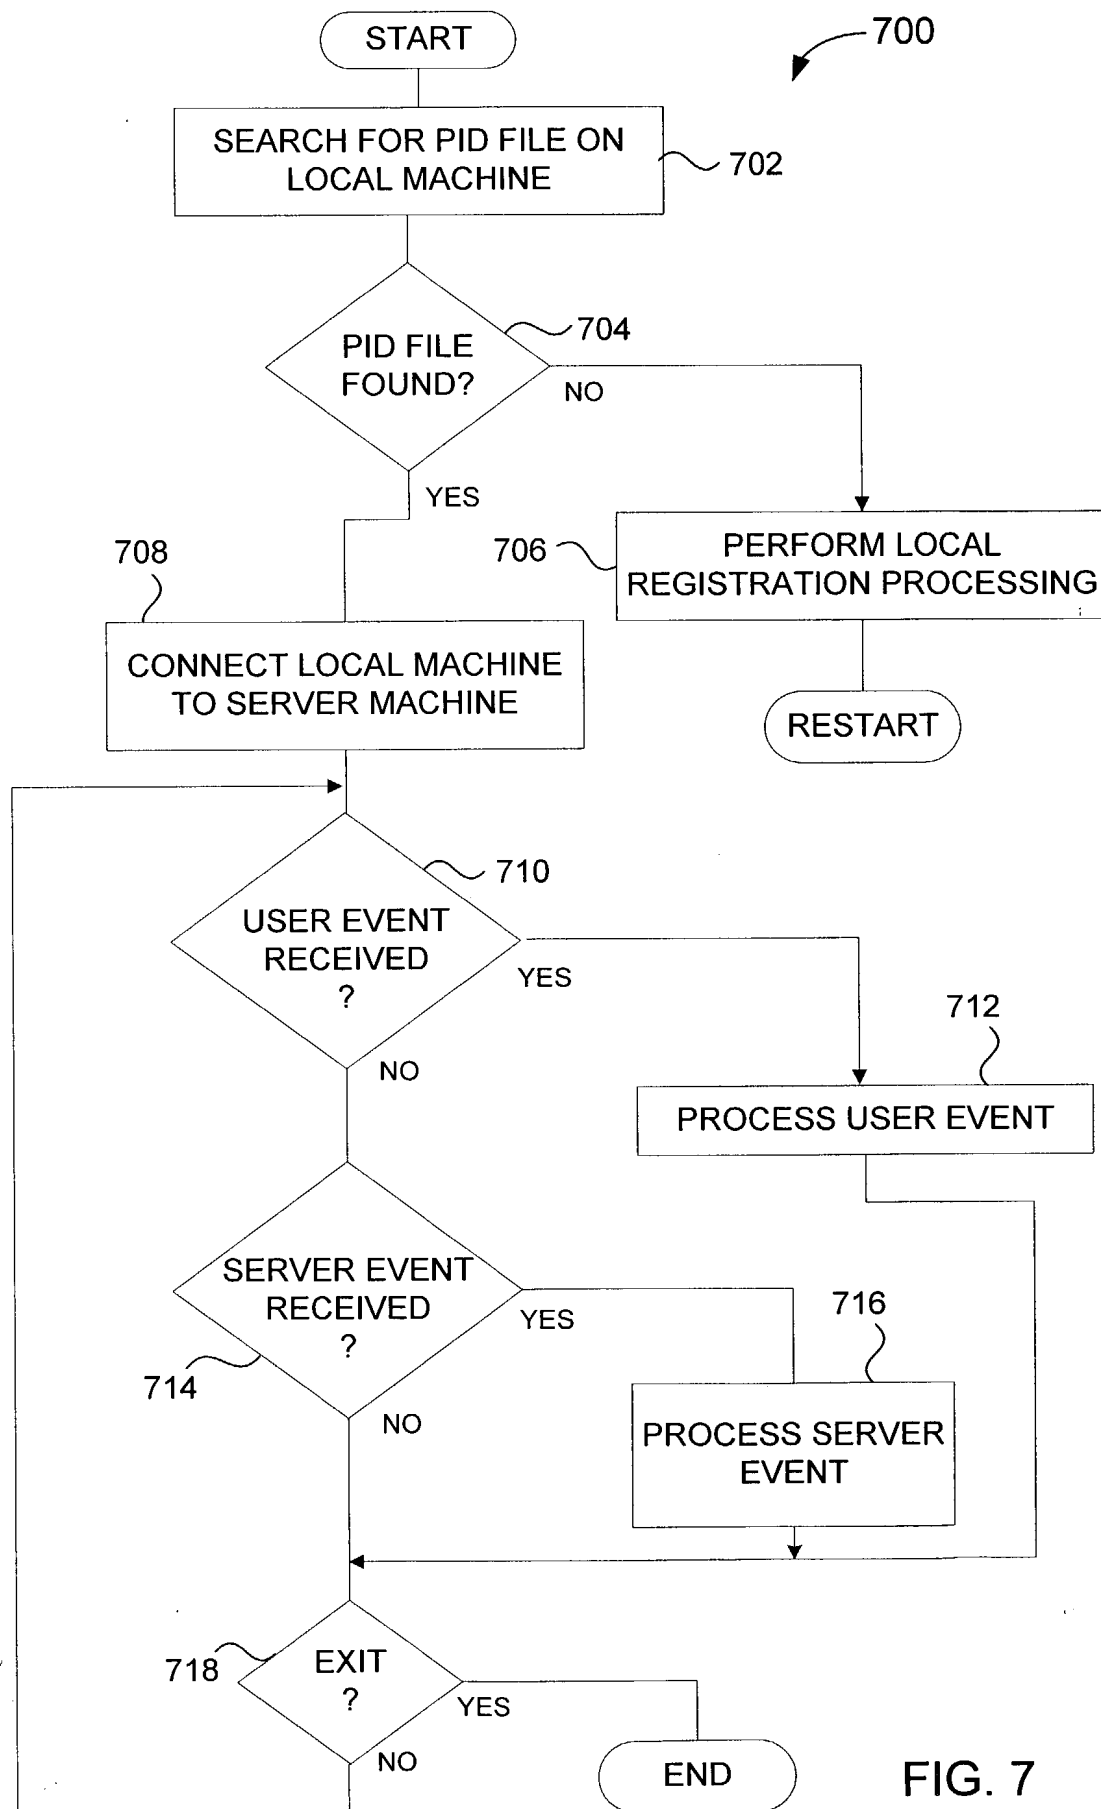 START
700
SEARCH FOR PID FILE ON
LOCAL MACHINE
702
704
PID FILE
FOUND?
NO
YES
708
706
PERFORM LOCAL
REGISTRATION PROCESSING
CONNECT LOCAL MACHINE
TO SERVER MACHINE
RESTART
710
USER EVENT
RECEIVED
?
YES
NO
712
PROCESS USER EVENT
SERVER EVENT
RECEIVED
?
YES
714
NO
716
PROCESS SERVER
EVENT
718
EXIT
?
YES
NO
END
FIG. 7